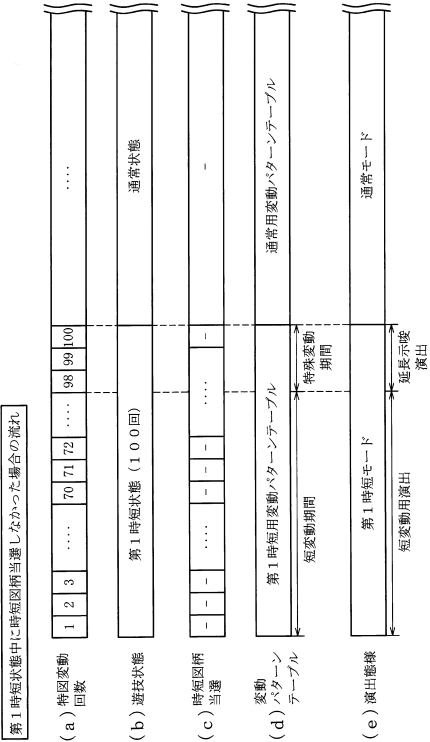 第1時短状態中に時短図柄当選しなかった場合の流れ
(a) 特図変動
回数
1 2 3 ‥‥ 70 71 72 ‥‥ 98 99 100 ‥‥
(b) 遊技状態
第1時短状態(100回)
通常状態
(c) 時短図柄
当選
− − − ‥‥ − − − ‥‥ − −
(d) 変動
パターン
テーブル
第1時短用変動パターンテーブル
通常用変動パターンテーブル
短変動期間
特殊変動
期間
(e) 演出態様
第1時短モード
通常モード
短変動用演出
延長示唆
演出